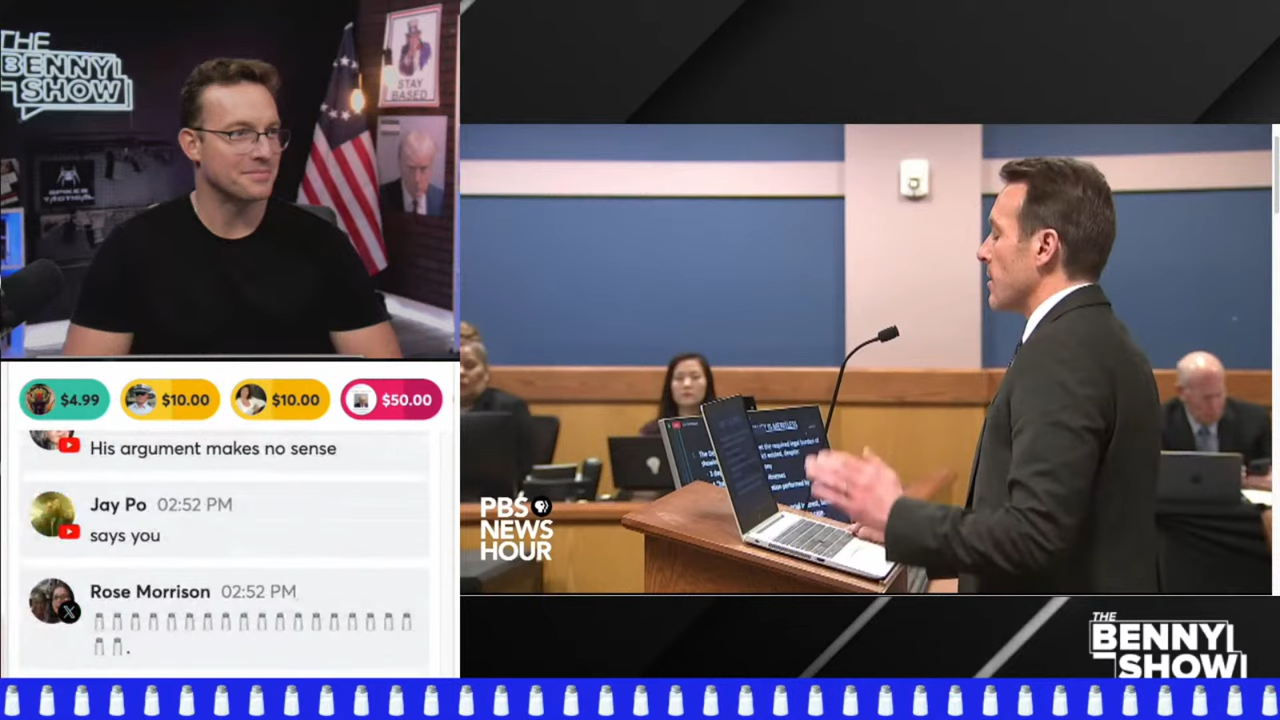 THE
BENNY
SHOW
STAY
BASED
$4.99
$10.00
$10.00
$50.00
His argument makes no sense
Jay Po 02:52 PM
says you
Rose Morrison 02:52 PM
PBS
NEWS
HOUR
THE
BENNY
SHOW